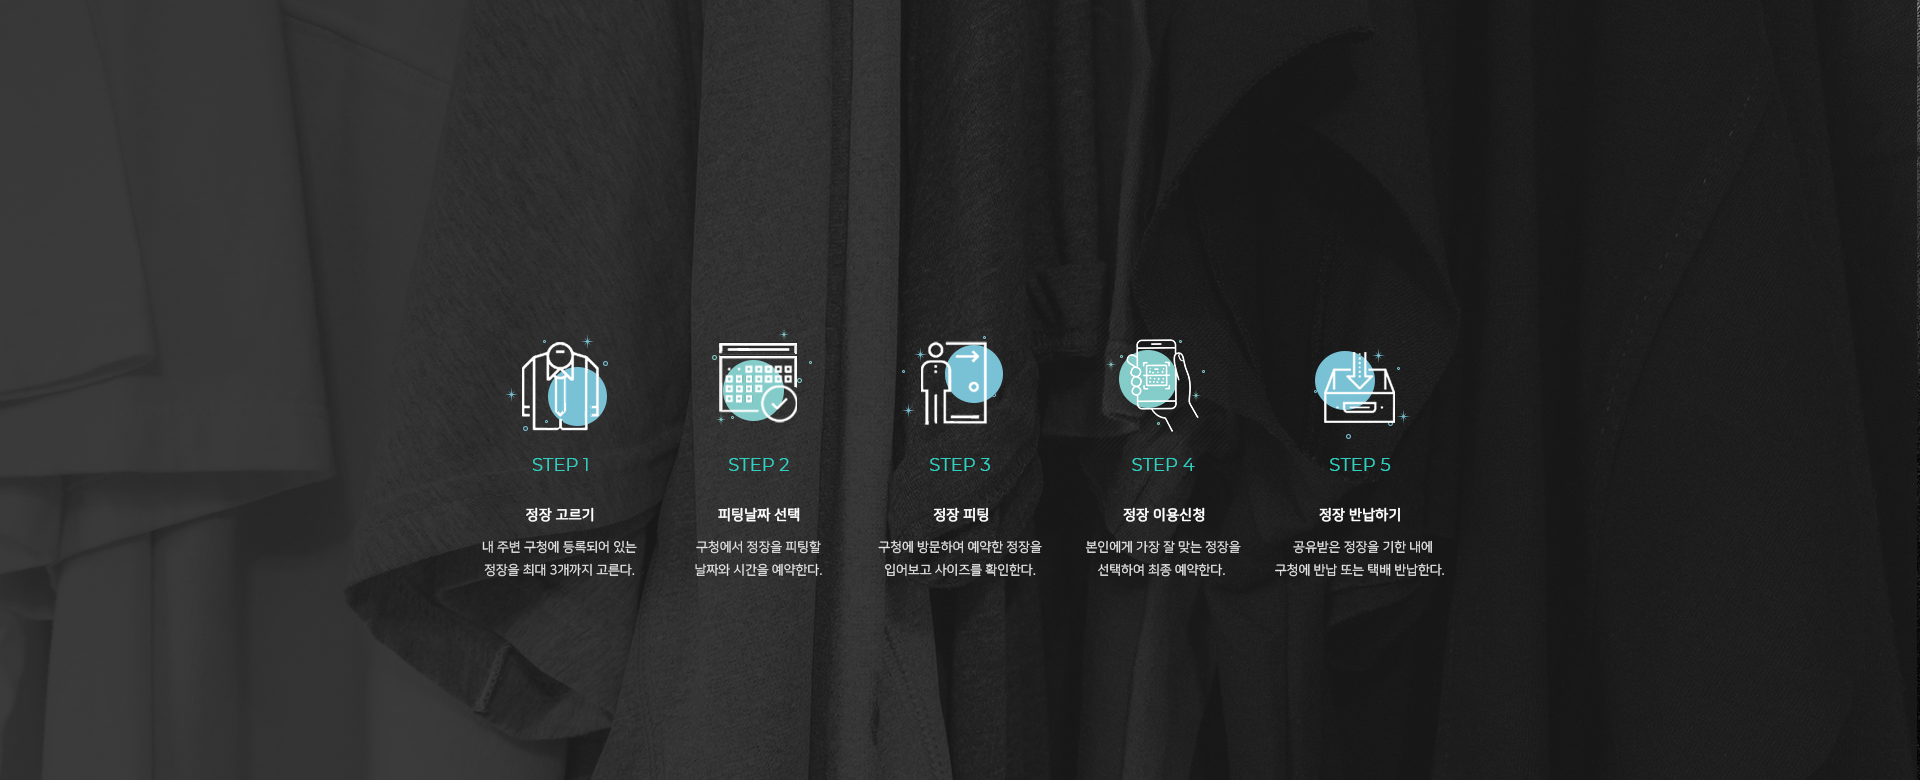 STEP 1
정장 고르기
내 주변 구청에 등록되어 있는
정장을 최대 3개까지 고른다.
STEP 2
피팅날짜 선택
구청에서 정장을 피팅할
날짜와 시간을 예약한다.
STEP 3
정장 피팅
구청에 방문하여 예약한 정장을
입어보고 사이즈를 확인한다.
STEP 4
정장 이용신청
본인에게 가장 잘 맞는 정장을
선택하여 최종 예약한다.
STEP 5
정장 반납하기
공유받은 정장을 기한 내에
구청에 반납 또는 택배 반납한다.